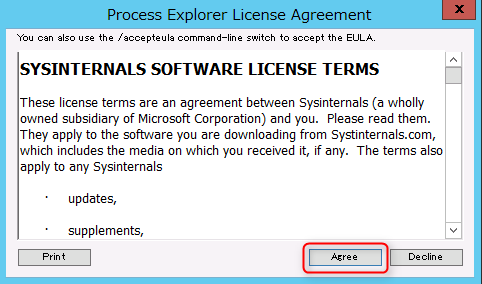 Process Explorer License Agreement
x
You can also use the /accepteula command-line switch to accept the EULA.
SYSINTERNALS SOFTWARE LICENSE TERMS
These license terms are an agreement between Sysinternals (a wholly
owned subsidiary of Microsoft Corporation) and you.  Please read them.
They apply to the software you are downloading from Systinternals.com,
which includes the media on which you received it, if any.  The terms also
apply to any Sysinternals
· updates,
· supplements,
Print
Agree
Decline